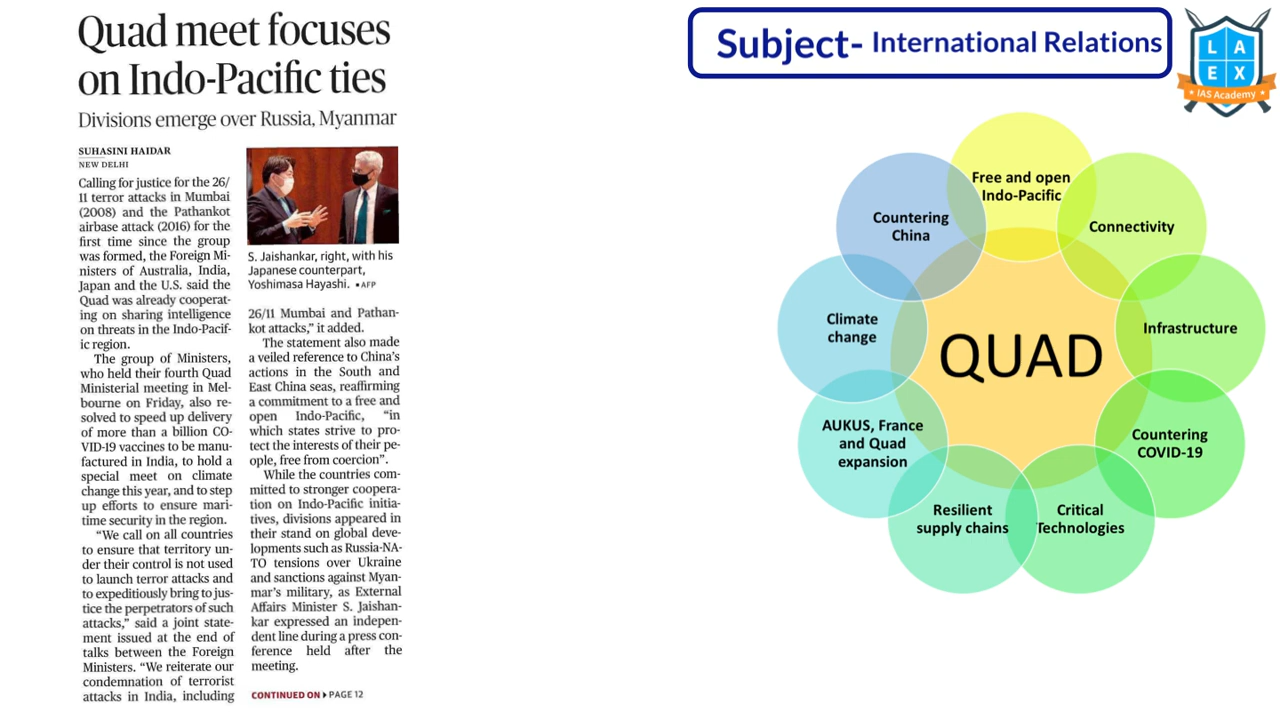 Quad meet focuses
on Indo-Pacific ties
Divisions emerge over Russia, Myanmar
SUHASINI HAIDAR
NEW DELHI
Calling for justice for the 26/
11 terror attacks in Mumbai
(2008) and the Pathankot
airbase attack (2016) for the
first time since the group
was formed, the Foreign Mi-
nisters of Australia, India,
Japan and the U.S. said the
Quad was already cooperat-
ing on sharing intelligence
on threats in the Indo-Pacif-
ic region.
The group of Ministers,
who held their fourth Quad
Ministerial meeting in Mel-
bourne on Friday, also re-
solved to speed up delivery
of more than a billion CO-
VID-19 vaccines to be manu-
factured in India, to hold a
special meet on climate
change this year, and to step
up efforts to ensure mari-
time security in the region.
“We call on all countries
to ensure that territory un-
der their control is not used
to launch terror attacks and
to expeditiously bring to jus-
tice the perpetrators of such
attacks,” said a joint state-
ment issued at the end of
talks between the Foreign
Ministers. “We reiterate our
condemnation of terrorist
attacks in India, including
S. Jaishankar, right, with his
Japanese counterpart,
Yoshimasa Hayashi. ▪AFP
26/11 Mumbai and Pathan-
kot attacks,” it added.
The statement also made
a veiled reference to China’s
actions in the South and
East China seas, reaffirming
a commitment to a free and
open Indo-Pacific, “in
which states strive to pro-
tect the interests of their pe-
ople, free from coercion”.
While the countries com-
mitted to stronger coopera-
tion on Indo-Pacific initia-
tives, divisions appeared in
their stand on global deve-
lopments such as Russia-NA-
TO tensions over Ukraine
and sanctions against Myan-
mar’s military, as External
Affairs Minister S. Jaishan-
kar expressed an indepen-
dent line during a press con-
ference held after the
meeting.
CONTINUED ON ▸ PAGE 12
Subject- International Relations
L A
E X
IAS Academy
Free and open
Indo-Pacific
Connectivity
Infrastructure
Countering
COVID-19
Critical
Technologies
Resilient
supply chains
AUKUS, France
and Quad
expansion
Climate
change
Countering
China
QUAD